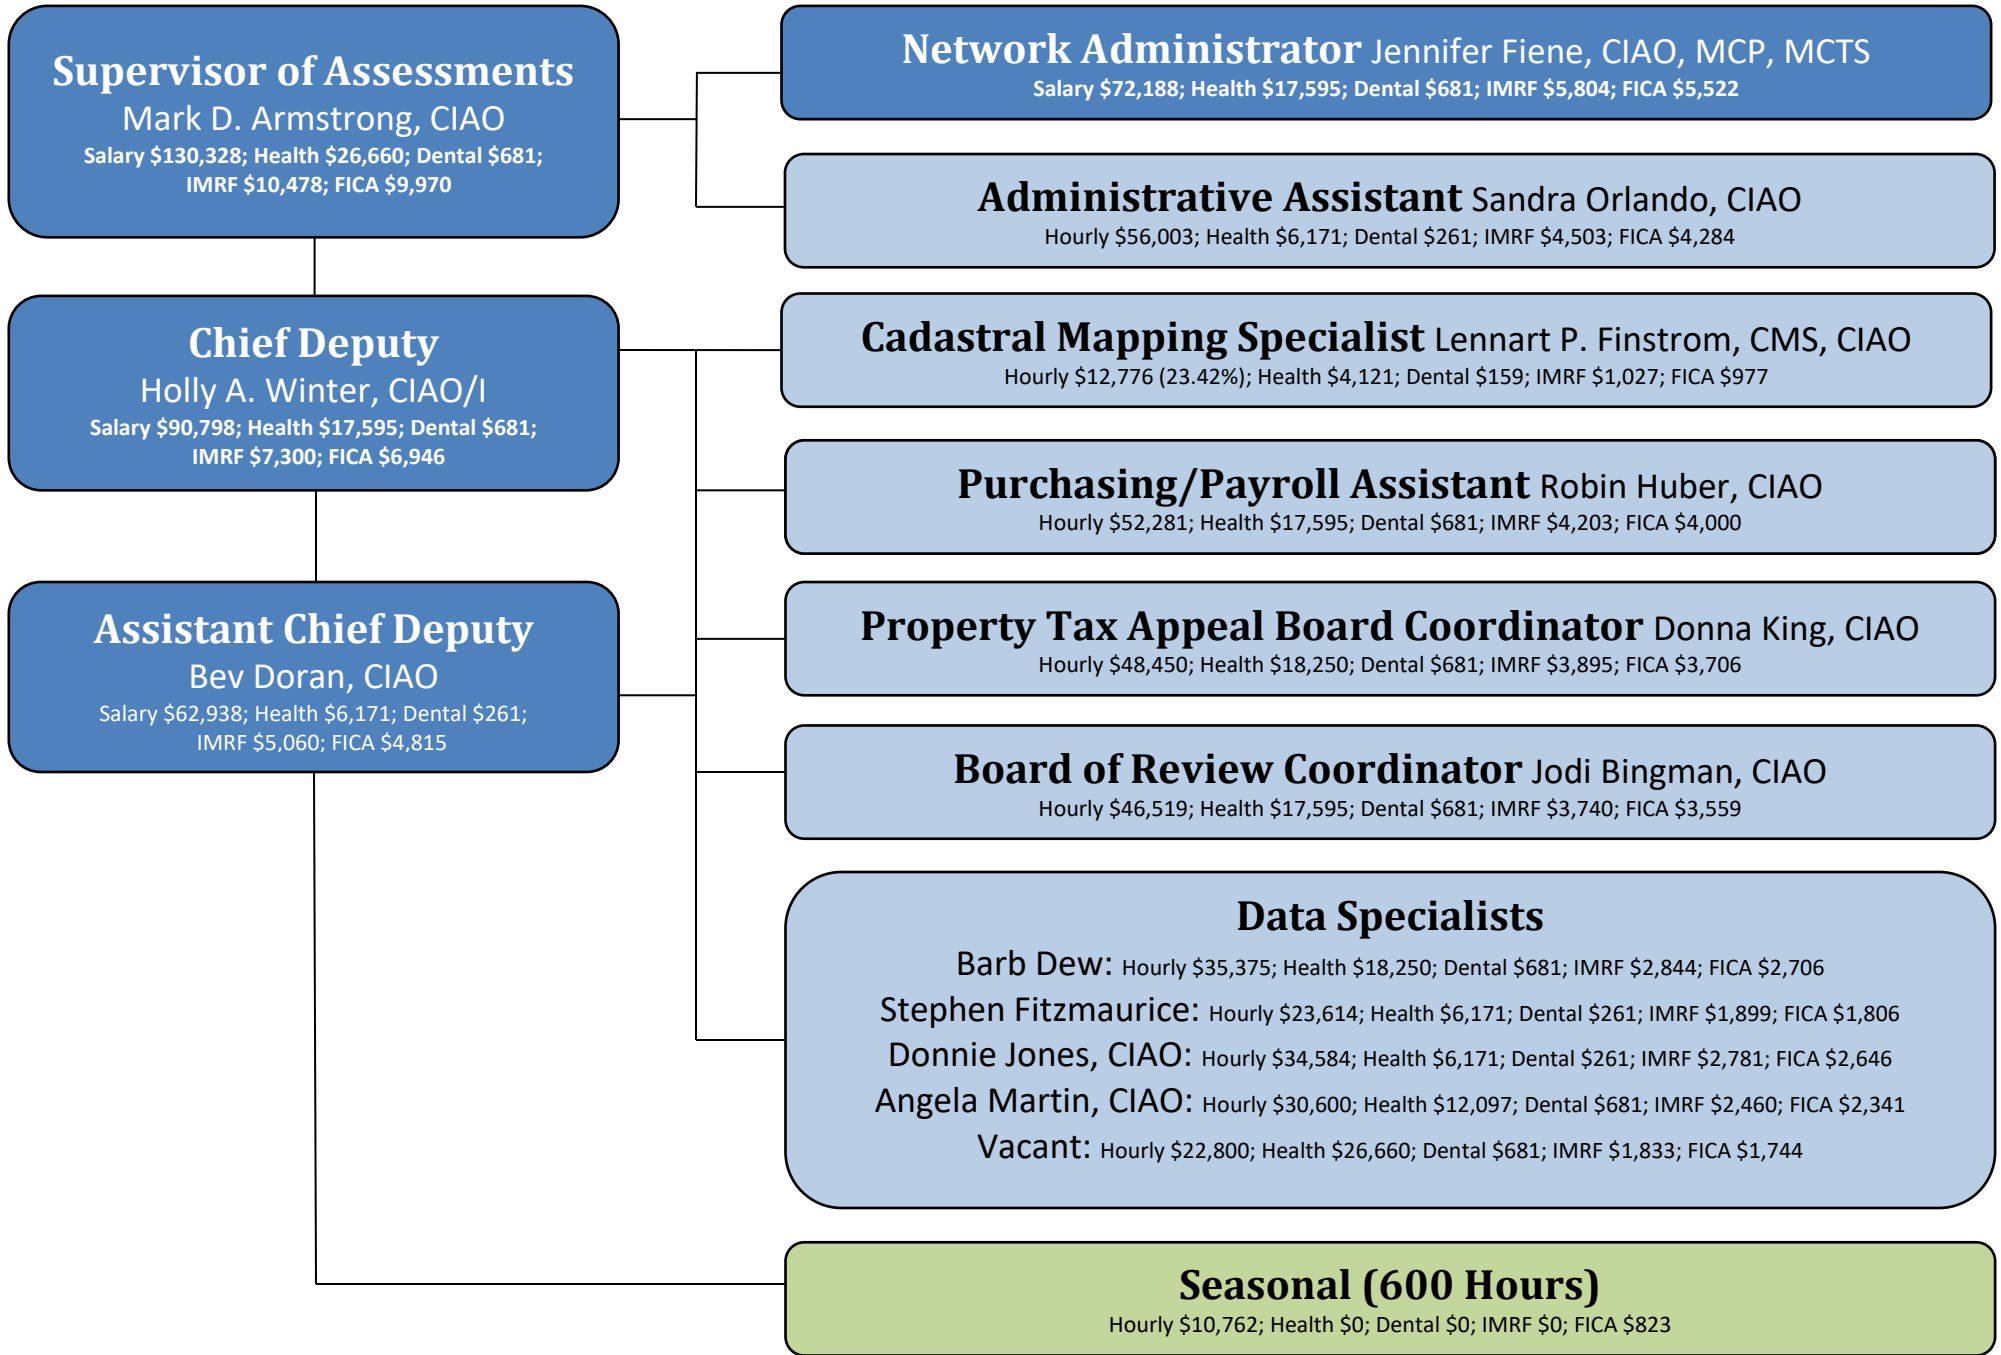 Supervisor of Assessments
Mark D. Armstrong, CIAO
Salary $130,328; Health $26,660; Dental $681;
IMRF $10,478; FICA $9,970
Network Administrator Jennifer Fiene, CIAO, MCP, MCTS
Salary $72,188; Health $17,595; Dental $681; IMRF $5,804; FICA $5,522
Administrative Assistant Sandra Orlando, CIAO
Hourly $56,003; Health $6,171; Dental $261; IMRF $4,503; FICA $4,284
Chief Deputy
Holly A. Winter, CIAO/I
Salary $90,798; Health $17,595; Dental $681;
IMRF $7,300; FICA $6,946
Cadastral Mapping Specialist Lennart P. Finstrom, CMS, CIAO
Hourly $12,776 (23.42%); Health $4,121; Dental $159; IMRF $1,027; FICA $977
Purchasing/Payroll Assistant Robin Huber, CIAO
Hourly $52,281; Health $17,595; Dental $681; IMRF $4,203; FICA $4,000
Assistant Chief Deputy
Bev Doran, CIAO
Salary $62,938; Health $6,171; Dental $261;
IMRF $5,060; FICA $4,815
Property Tax Appeal Board Coordinator Donna King, CIAO
Hourly $48,450; Health $18,250; Dental $681; IMRF $3,895; FICA $3,706
Board of Review Coordinator Jodi Bingman, CIAO
Hourly $46,519; Health $17,595; Dental $681; IMRF $3,740; FICA $3,559
Data Specialists
Barb Dew: Hourly $35,375; Health $18,250; Dental $681; IMRF $2,844; FICA $2,706
Stephen Fitzmaurice: Hourly $23,614; Health $6,171; Dental $261; IMRF $1,899; FICA $1,806
Donnie Jones, CIAO: Hourly $34,584; Health $6,171; Dental $261; IMRF $2,781; FICA $2,646
Angela Martin, CIAO: Hourly $30,600; Health $12,097; Dental $681; IMRF $2,460; FICA $2,341
Vacant: Hourly $22,800; Health $26,660; Dental $681; IMRF $1,833; FICA $1,744
Seasonal (600 Hours)
Hourly $10,762; Health $0; Dental $0; IMRF $0; FICA $823